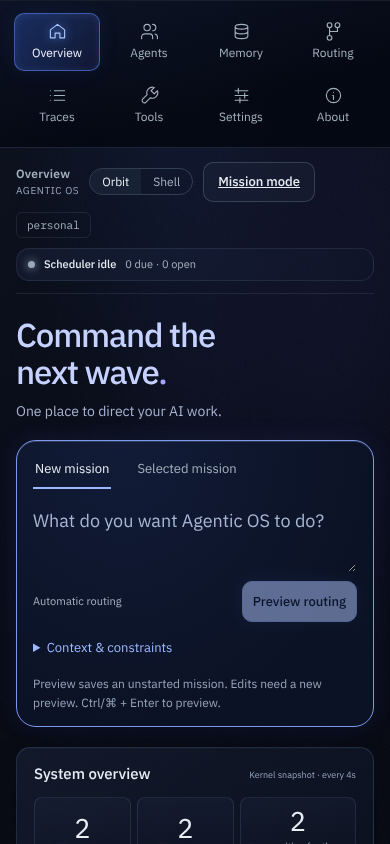 Overview Agents Memory Routing
Traces Tools Settings About
Overview
AGENTIC OS
Orbit Shell Mission mode
personal
Scheduler idle 0 due · 0 open
Command the
next wave.
One place to direct your AI work.
New mission Selected mission
What do you want Agentic OS to do?
Automatic routing Preview routing
Context & constraints
Preview saves an unstarted mission. Edits need a new
preview. Ctrl/⌘ + Enter to preview.
System overview Kernel snapshot · every 4s
2 2 2